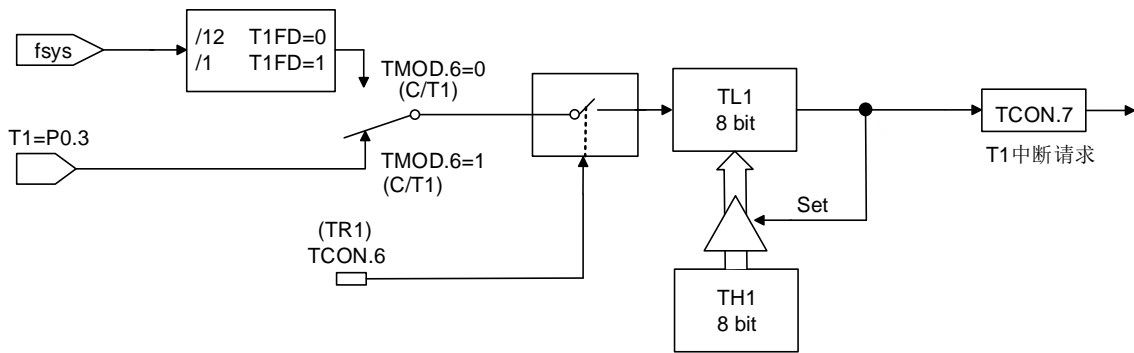 fsys
/12 T1FD=0
/1 T1FD=1
TMOD.6=0
(C/T1)
T1=P0.3
TMOD.6=1
(C/T1)
(TR1)
TCON.6
TL1
8 bit
TCON.7
T1中断请求
Set
TH1
8 bit